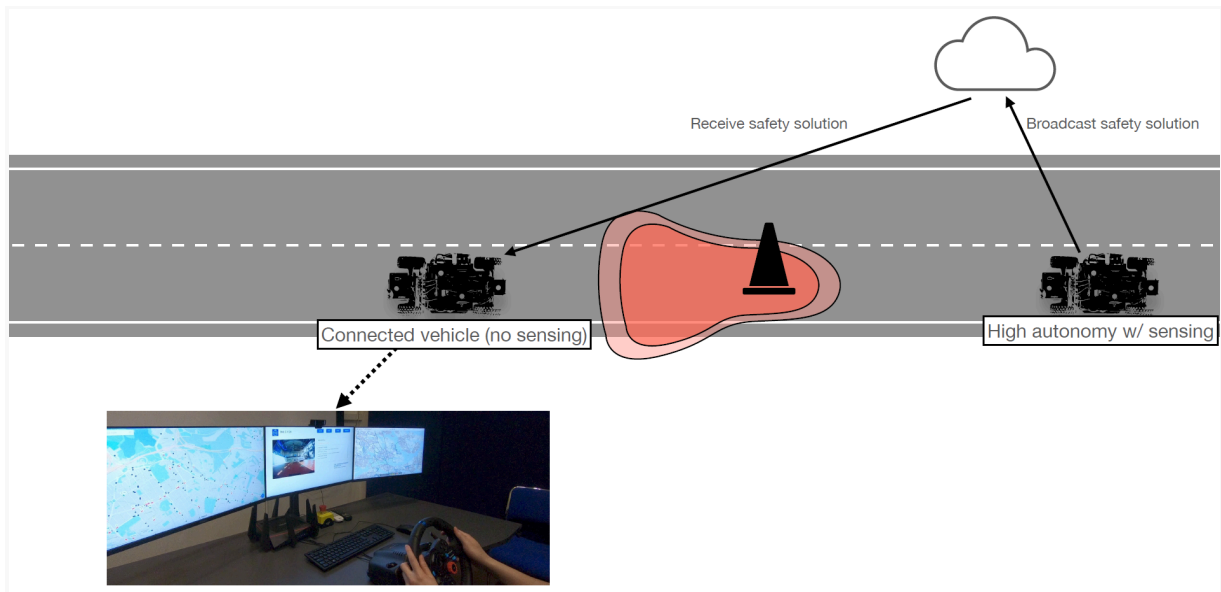 Receive safety solution
Broadcast safety solution
Connected vehicle (no sensing)
High autonomy w/ sensing